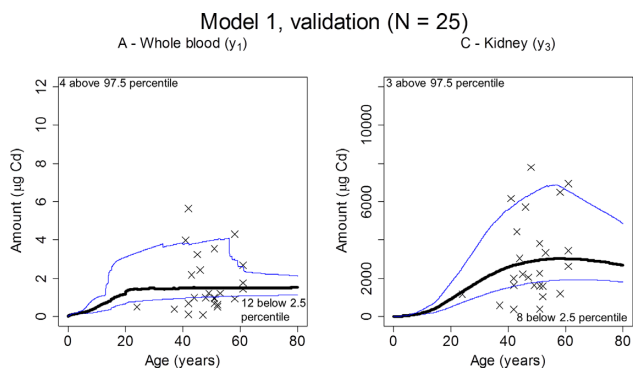 Model 1, validation (N = 25)
A - Whole blood (y₁)
4 above 97.5 percentile
12
10
8
6
4
2
0
Amount (µg Cd)
12 below 2.5
percentile
0 20 40 60 80
Age (years)
C - Kidney (y₃)
3 above 97.5 percentile
10000
6000
2000
0
Amount (µg Cd)
8 below 2.5 percentile
0 20 40 60 80
Age (years)